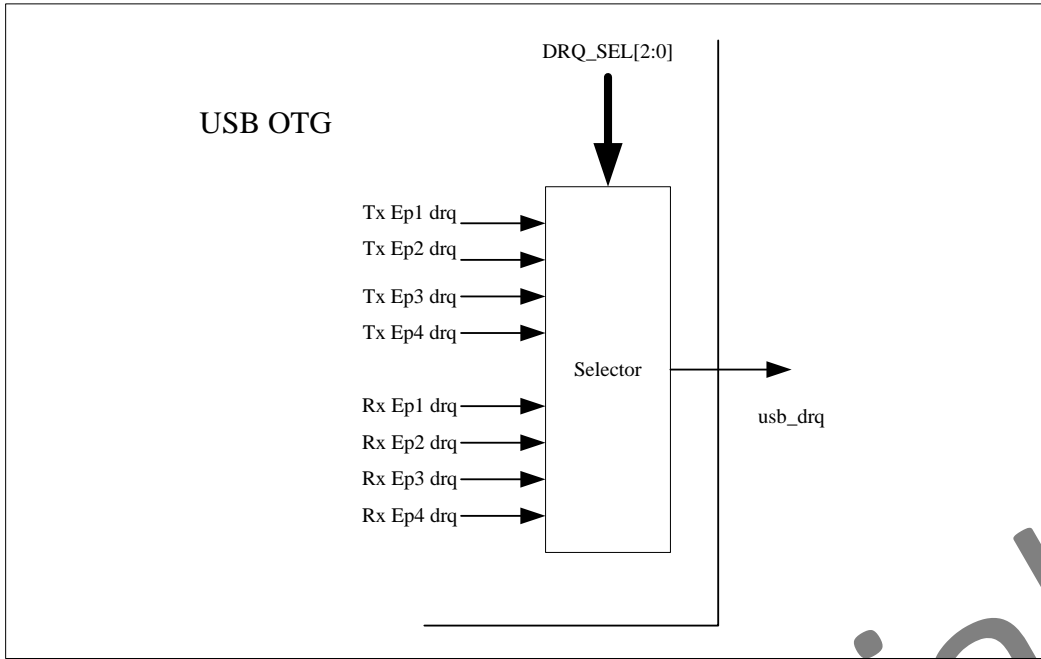 DRQ_SEL[2:0]
USB OTG
Tx Ep1 drq
Tx Ep2 drq
Tx Ep3 drq
Tx Ep4 drq
Selector
Rx Ep1 drq
usb_drq
Rx Ep2 drq
Rx Ep3 drq
Rx Ep4 drq